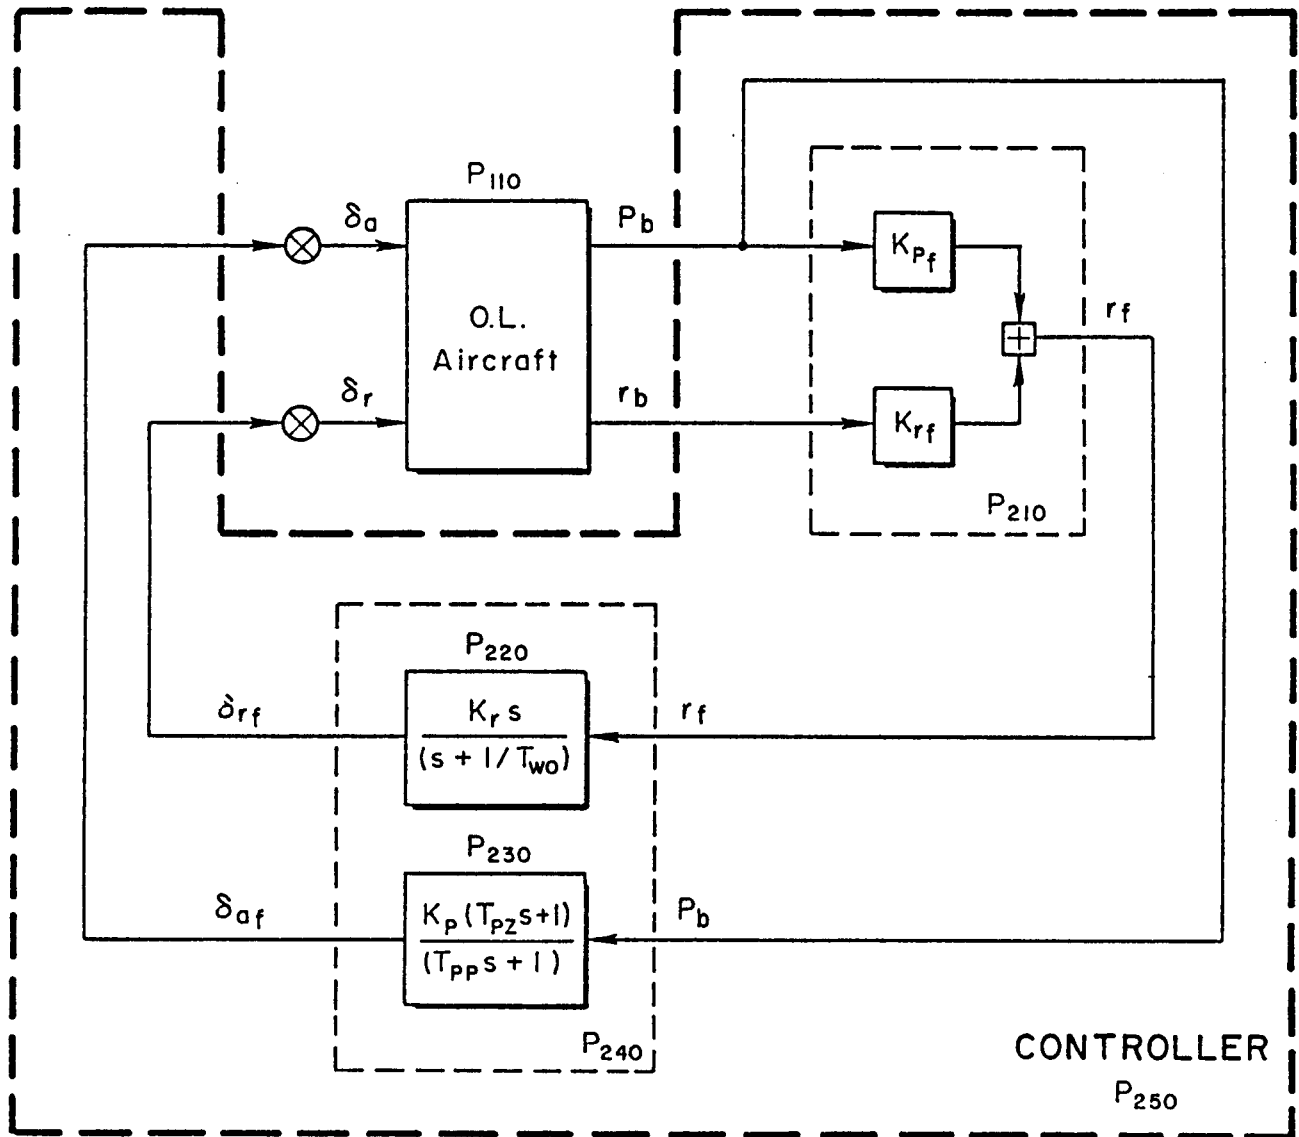 P110
δa
Pb
KPf
O.L.
Aircraft
rf
δr
rb
Krf
P210
P220
δrf
Kr s
(s + 1/Two)
rf
P230
δaf
Kp (TPZ s+1)
(TPP s + 1)
Pb
P240
CONTROLLER
P250